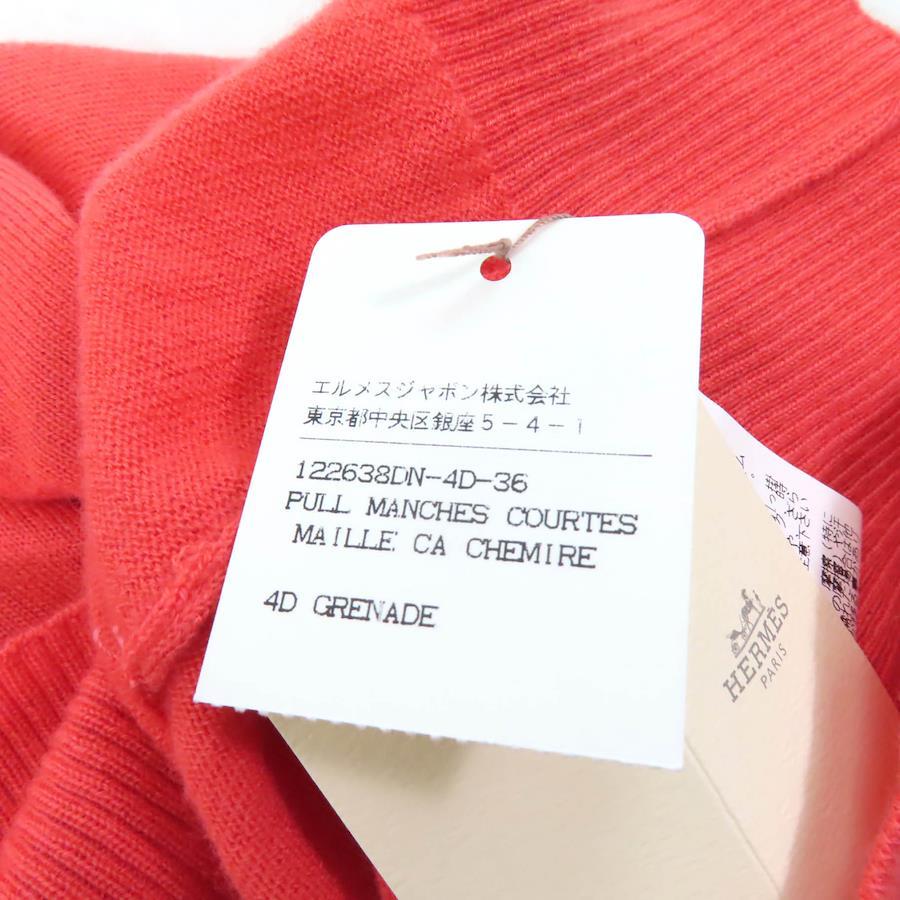 エルメスジャポン株式会社
東京都中央区銀座5-4-1
122638DN-4D-36
PULL MANCHES COURTES
MAILLE CA CHEMIRE
4D GRENADE
HERMES
PARIS